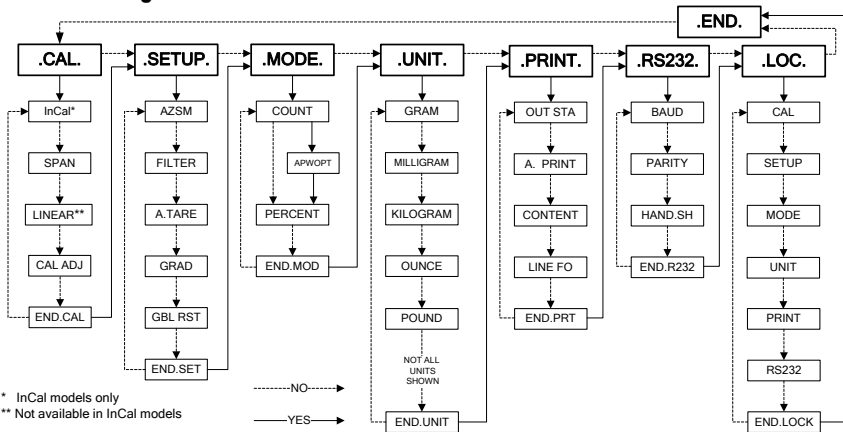 .END.
.CAL.
.SETUP.
.MODE.
.UNIT.
.PRINT.
.RS232.
.LOC.
InCal*
SPAN
LINEAR**
CAL ADJ
END.CAL
AZSM
FILTER
A.TARE
GRAD
GBL RST
END.SET
COUNT
APWOPT
PERCENT
END.MOD
GRAM
MILLIGRAM
KILOGRAM
OUNCE
POUND
NOT ALL
UNITS
SHOWN
END.UNIT
OUT STA
A. PRINT
CONTENT
LINE FO
END.PRT
BAUD
PARITY
HAND.SH
END.R232
CAL
SETUP
MODE
UNIT
PRINT
RS232
END.LOCK
NO
YES
* InCal models only
** Not available in InCal models